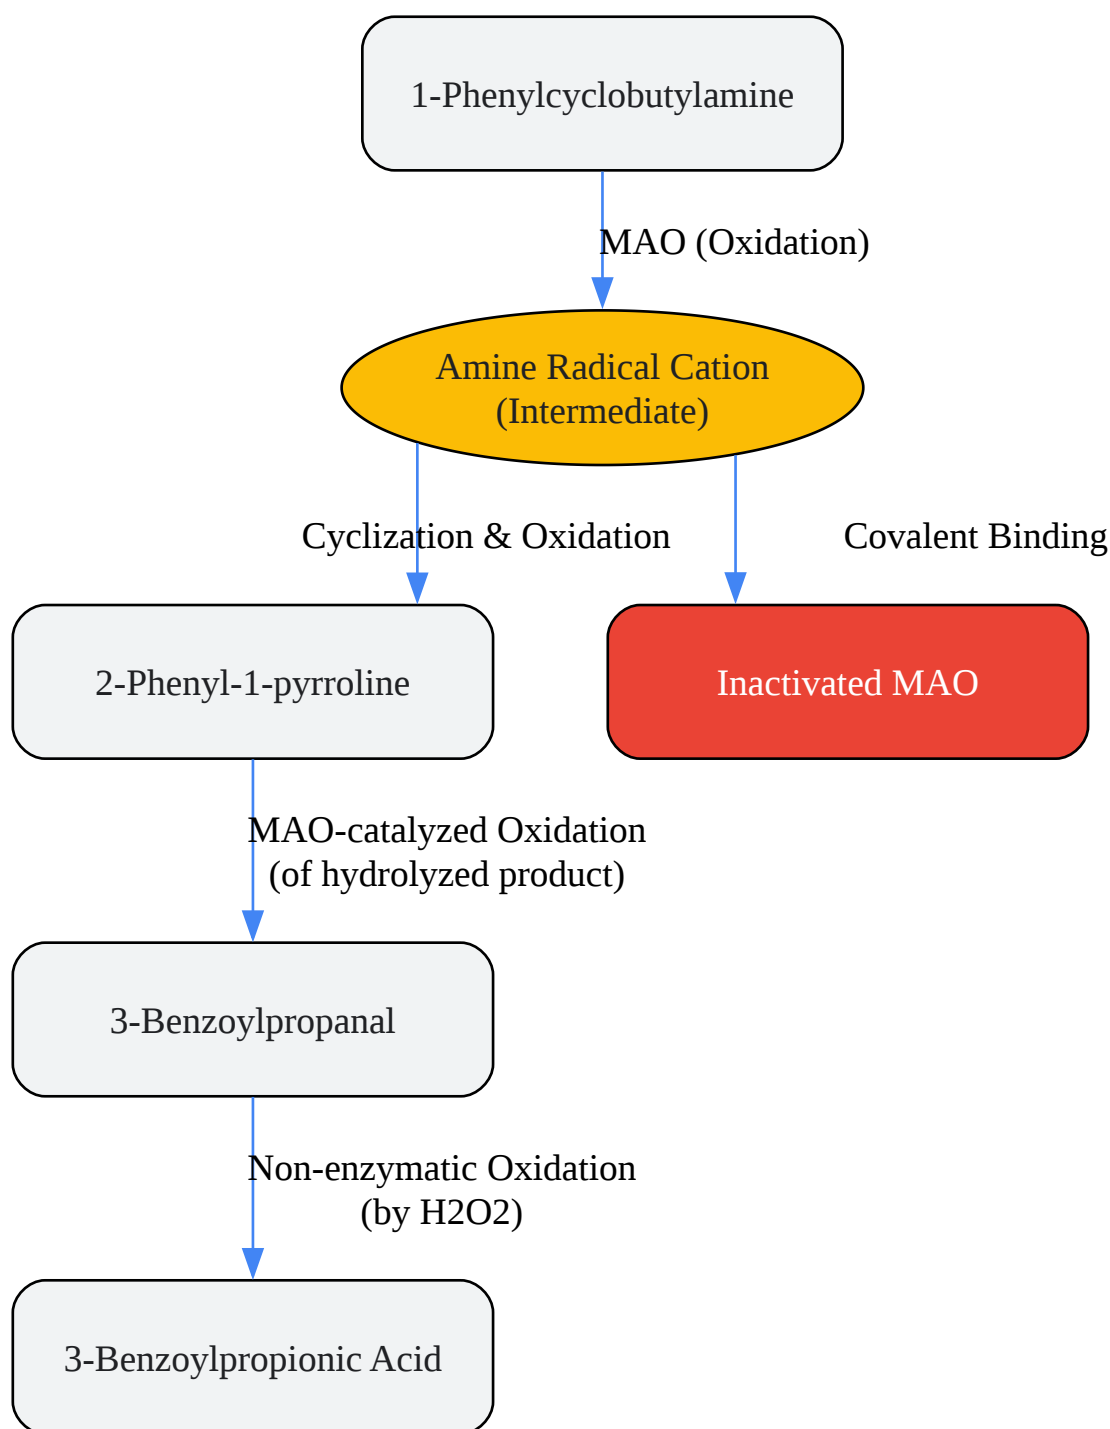 1-Phenylcyclobutylamine
MAO (Oxidation)
Amine Radical Cation
(Intermediate)
Cyclization & Oxidation
Covalent Binding
2-Phenyl-1-pyrroline
Inactivated MAO
MAO-catalyzed Oxidation
(of hydrolyzed product)
3-Benzoylpropanal
Non-enzymatic Oxidation
(by H2O2)
3-Benzoylpropionic Acid